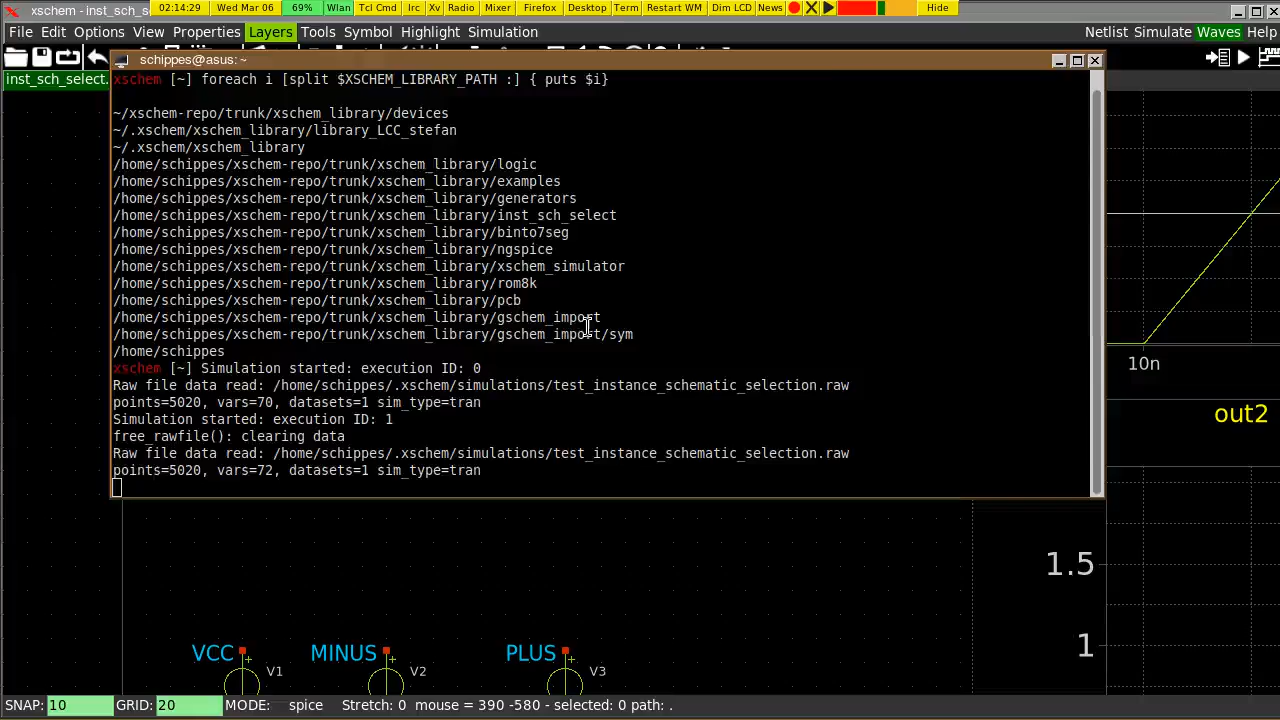 xschem - inst_sch_s
02:14:29 Wed Mar 06 69% Wlan Tcl Cmd Irc Xv Radio Mixer Firefox Desktop Term Restart WM Dim LCD News Hide
File Edit Options View Properties Layers Tools Symbol Highlight Simulation Netlist Simulate Waves Help
schippes@asus: ~
inst_sch_select.
xschem [~] foreach i [split $XSCHEM_LIBRARY_PATH :] { puts $i}
~/xschem-repo/trunk/xschem_library/devices
~/.xschem/xschem_library/library_LCC_stefan
~/.xschem/xschem_library
/home/schippes/xschem-repo/trunk/xschem_library/logic
/home/schippes/xschem-repo/trunk/xschem_library/examples
/home/schippes/xschem-repo/trunk/xschem_library/generators
/home/schippes/xschem-repo/trunk/xschem_library/inst_sch_select
/home/schippes/xschem-repo/trunk/xschem_library/binto7seg
/home/schippes/xschem-repo/trunk/xschem_library/ngspice
/home/schippes/xschem-repo/trunk/xschem_library/xschem_simulator
/home/schippes/xschem-repo/trunk/xschem_library/rom8k
/home/schippes/xschem-repo/trunk/xschem_library/pcb
/home/schippes/xschem-repo/trunk/xschem_library/gschem_import
/home/schippes/xschem-repo/trunk/xschem_library/gschem_import/sym
/home/schippes
xschem [~] Simulation started: execution ID: 0
Raw file data read: /home/schippes/.xschem/simulations/test_instance_schematic_selection.raw
points=5020, vars=70, datasets=1 sim_type=tran
Simulation started: execution ID: 1
free_rawfile(): clearing data
Raw file data read: /home/schippes/.xschem/simulations/test_instance_schematic_selection.raw
points=5020, vars=72, datasets=1 sim_type=tran
10n
out2
1.5
1
VCC + V1 MINUS + V2 PLUS + V3
SNAP: 10 GRID: 20 MODE: spice Stretch: 0 mouse = 390 -580 - selected: 0 path: .